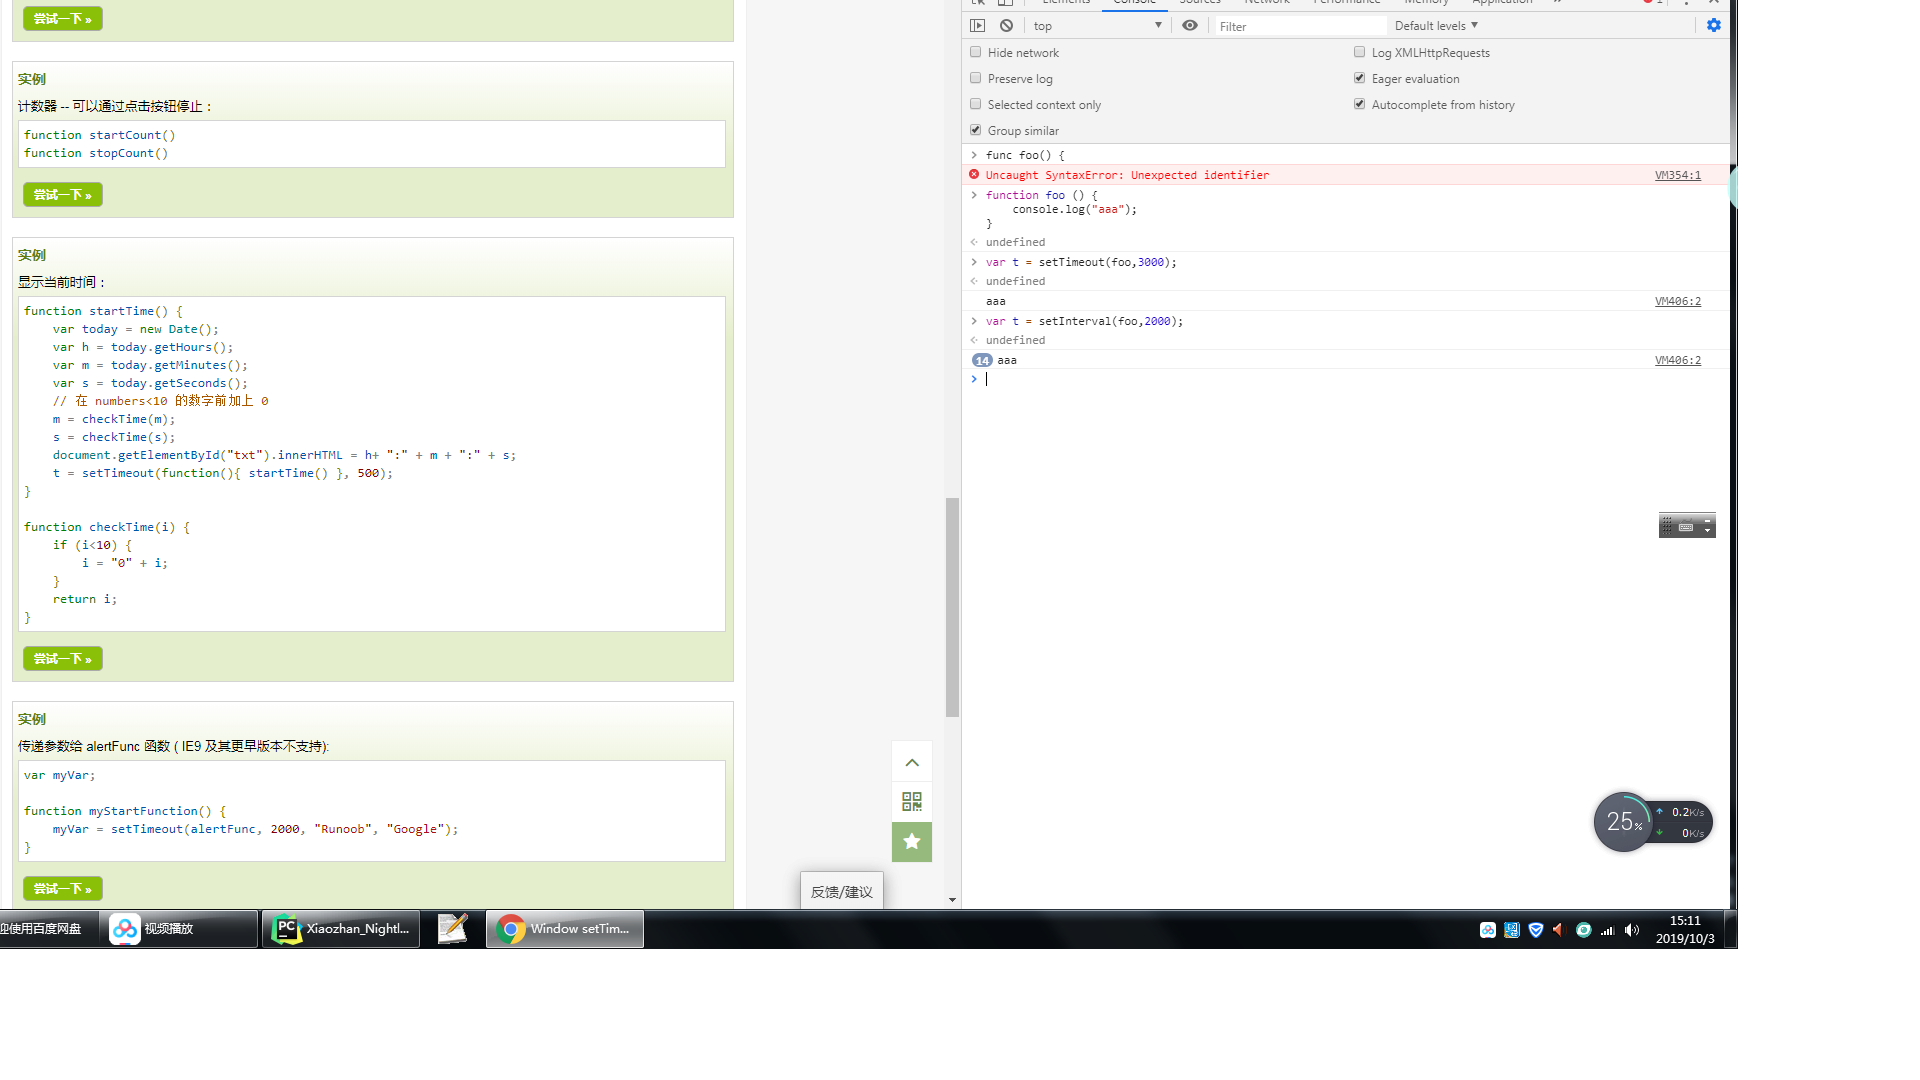 尝试一下 »
实例
计数器 -- 可以通过点击按钮停止：
function startCount()
function stopCount()
尝试一下 »
实例
显示当前时间：
function startTime() {
    var today = new Date();
    var h = today.getHours();
    var m = today.getMinutes();
    var s = today.getSeconds();
    // 在 numbers<10 的数字前加上 0
    m = checkTime(m);
    s = checkTime(s);
    document.getElementById("txt").innerHTML = h+ ":" + m + ":" + s;
    t = setTimeout(function(){ startTime() }, 500);
}
function checkTime(i) {
    if (i<10) {
        i = "0" + i;
    }
    return i;
}
尝试一下 »
实例
传递参数给 alertFunc 函数 ( IE9 及其更早版本不支持):
var myVar;
function myStartFunction() {
    myVar = setTimeout(alertFunc, 2000, "Runoob", "Google");
}
尝试一下 »
反馈/建议
Elements Console Sources Network Performance Memory Application » 1
top Filter Default levels
Hide network Log XMLHttpRequests
Preserve log Eager evaluation
Selected context only Autocomplete from history
Group similar
> func foo() {
Uncaught SyntaxError: Unexpected identifier VM354:1
> function foo () {
    console.log("aaa");
}
undefined
> var t = setTimeout(foo,3000);
undefined
aaa VM406:2
> var t = setInterval(foo,2000);
undefined
14 aaa VM406:2
>
25% 0.2K/s
0K/s
迎使用百度网盘 视频播放 PC Xiaozhan_Nightl... Window setTim...
15:11
2019/10/3